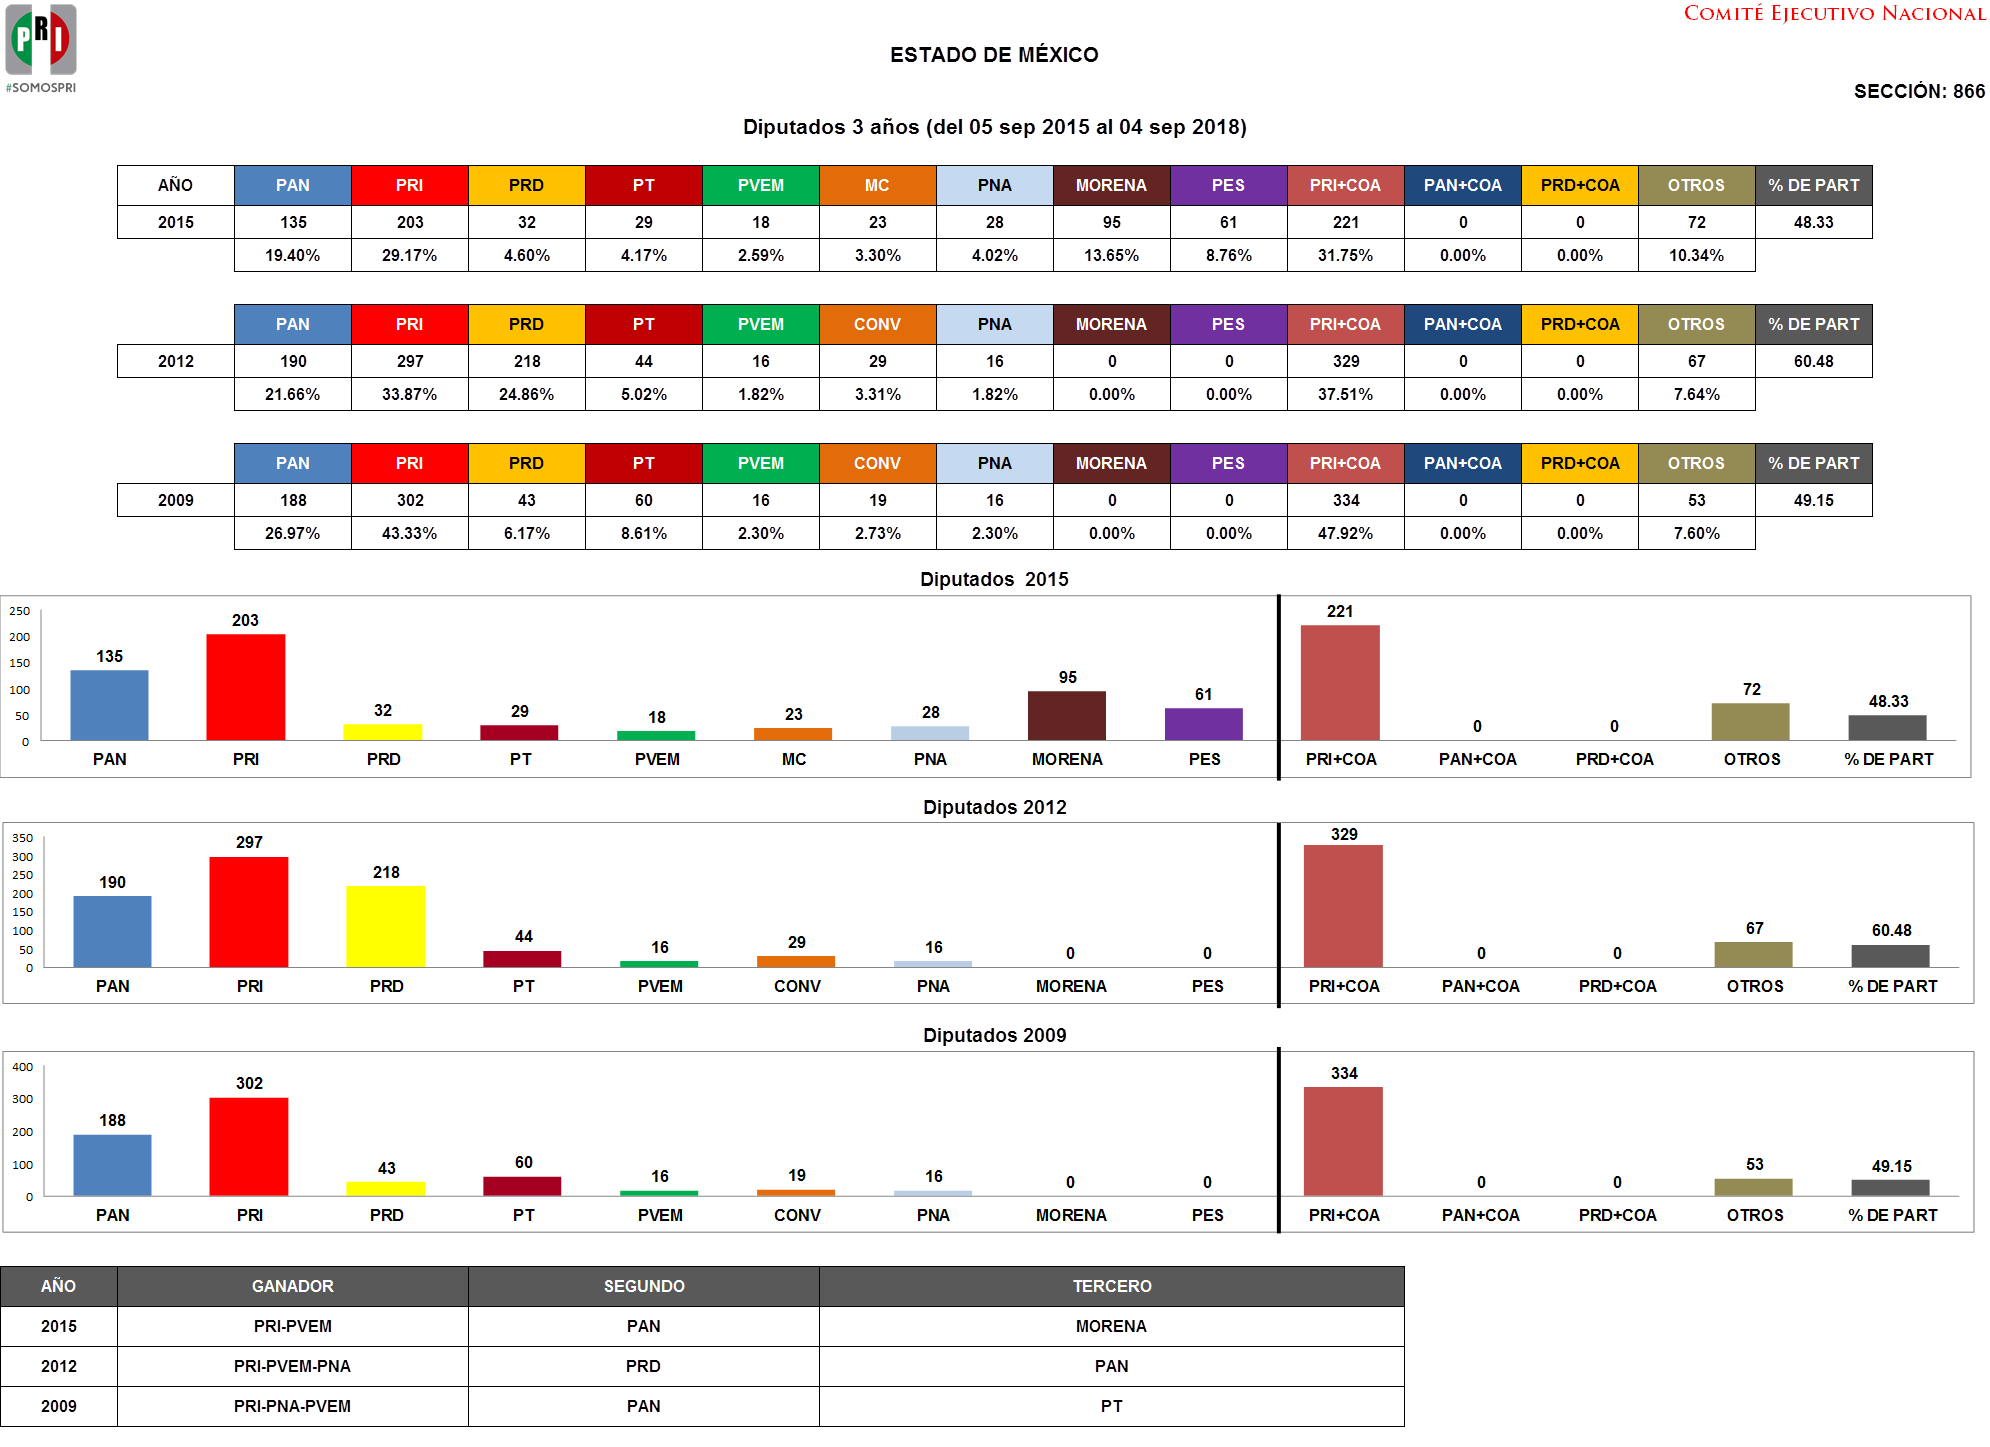 PRI
#SOMOSPRI
COMITÉ EJECUTIVO NACIONAL
ESTADO DE MÉXICO
SECCIÓN: 866
Diputados 3 años (del 05 sep 2015 al 04 sep 2018)
AÑO PAN PRI PRD PT PVEM MC PNA MORENA PES PRI+COA PAN+COA PRD+COA OTROS % DE PART
2015 135 203 32 29 18 23 28 95 61 221 0 0 72 48.33
19.40% 29.17% 4.60% 4.17% 2.59% 3.30% 4.02% 13.65% 8.76% 31.75% 0.00% 0.00% 10.34%
PAN PRI PRD PT PVEM CONV PNA MORENA PES PRI+COA PAN+COA PRD+COA OTROS % DE PART
2012 190 297 218 44 16 29 16 0 0 329 0 0 67 60.48
21.66% 33.87% 24.86% 5.02% 1.82% 3.31% 1.82% 0.00% 0.00% 37.51% 0.00% 0.00% 7.64%
PAN PRI PRD PT PVEM CONV PNA MORENA PES PRI+COA PAN+COA PRD+COA OTROS % DE PART
2009 188 302 43 60 16 19 16 0 0 334 0 0 53 49.15
26.97% 43.33% 6.17% 8.61% 2.30% 2.73% 2.30% 0.00% 0.00% 47.92% 0.00% 0.00% 7.60%
Diputados 2015
250
200
150
100
50
0
135 203 32 29 18 23 28 95 61 221 0 0 72 48.33
PAN PRI PRD PT PVEM MC PNA MORENA PES PRI+COA PAN+COA PRD+COA OTROS % DE PART
Diputados 2012
350
300
250
200
150
100
50
0
190 297 218 44 16 29 16 0 0 329 0 0 67 60.48
PAN PRI PRD PT PVEM CONV PNA MORENA PES PRI+COA PAN+COA PRD+COA OTROS % DE PART
Diputados 2009
400
300
200
100
0
188 302 43 60 16 19 16 0 0 334 0 0 53 49.15
PAN PRI PRD PT PVEM CONV PNA MORENA PES PRI+COA PAN+COA PRD+COA OTROS % DE PART
AÑO GANADOR SEGUNDO TERCERO
2015 PRI-PVEM PAN MORENA
2012 PRI-PVEM-PNA PRD PAN
2009 PRI-PNA-PVEM PAN PT